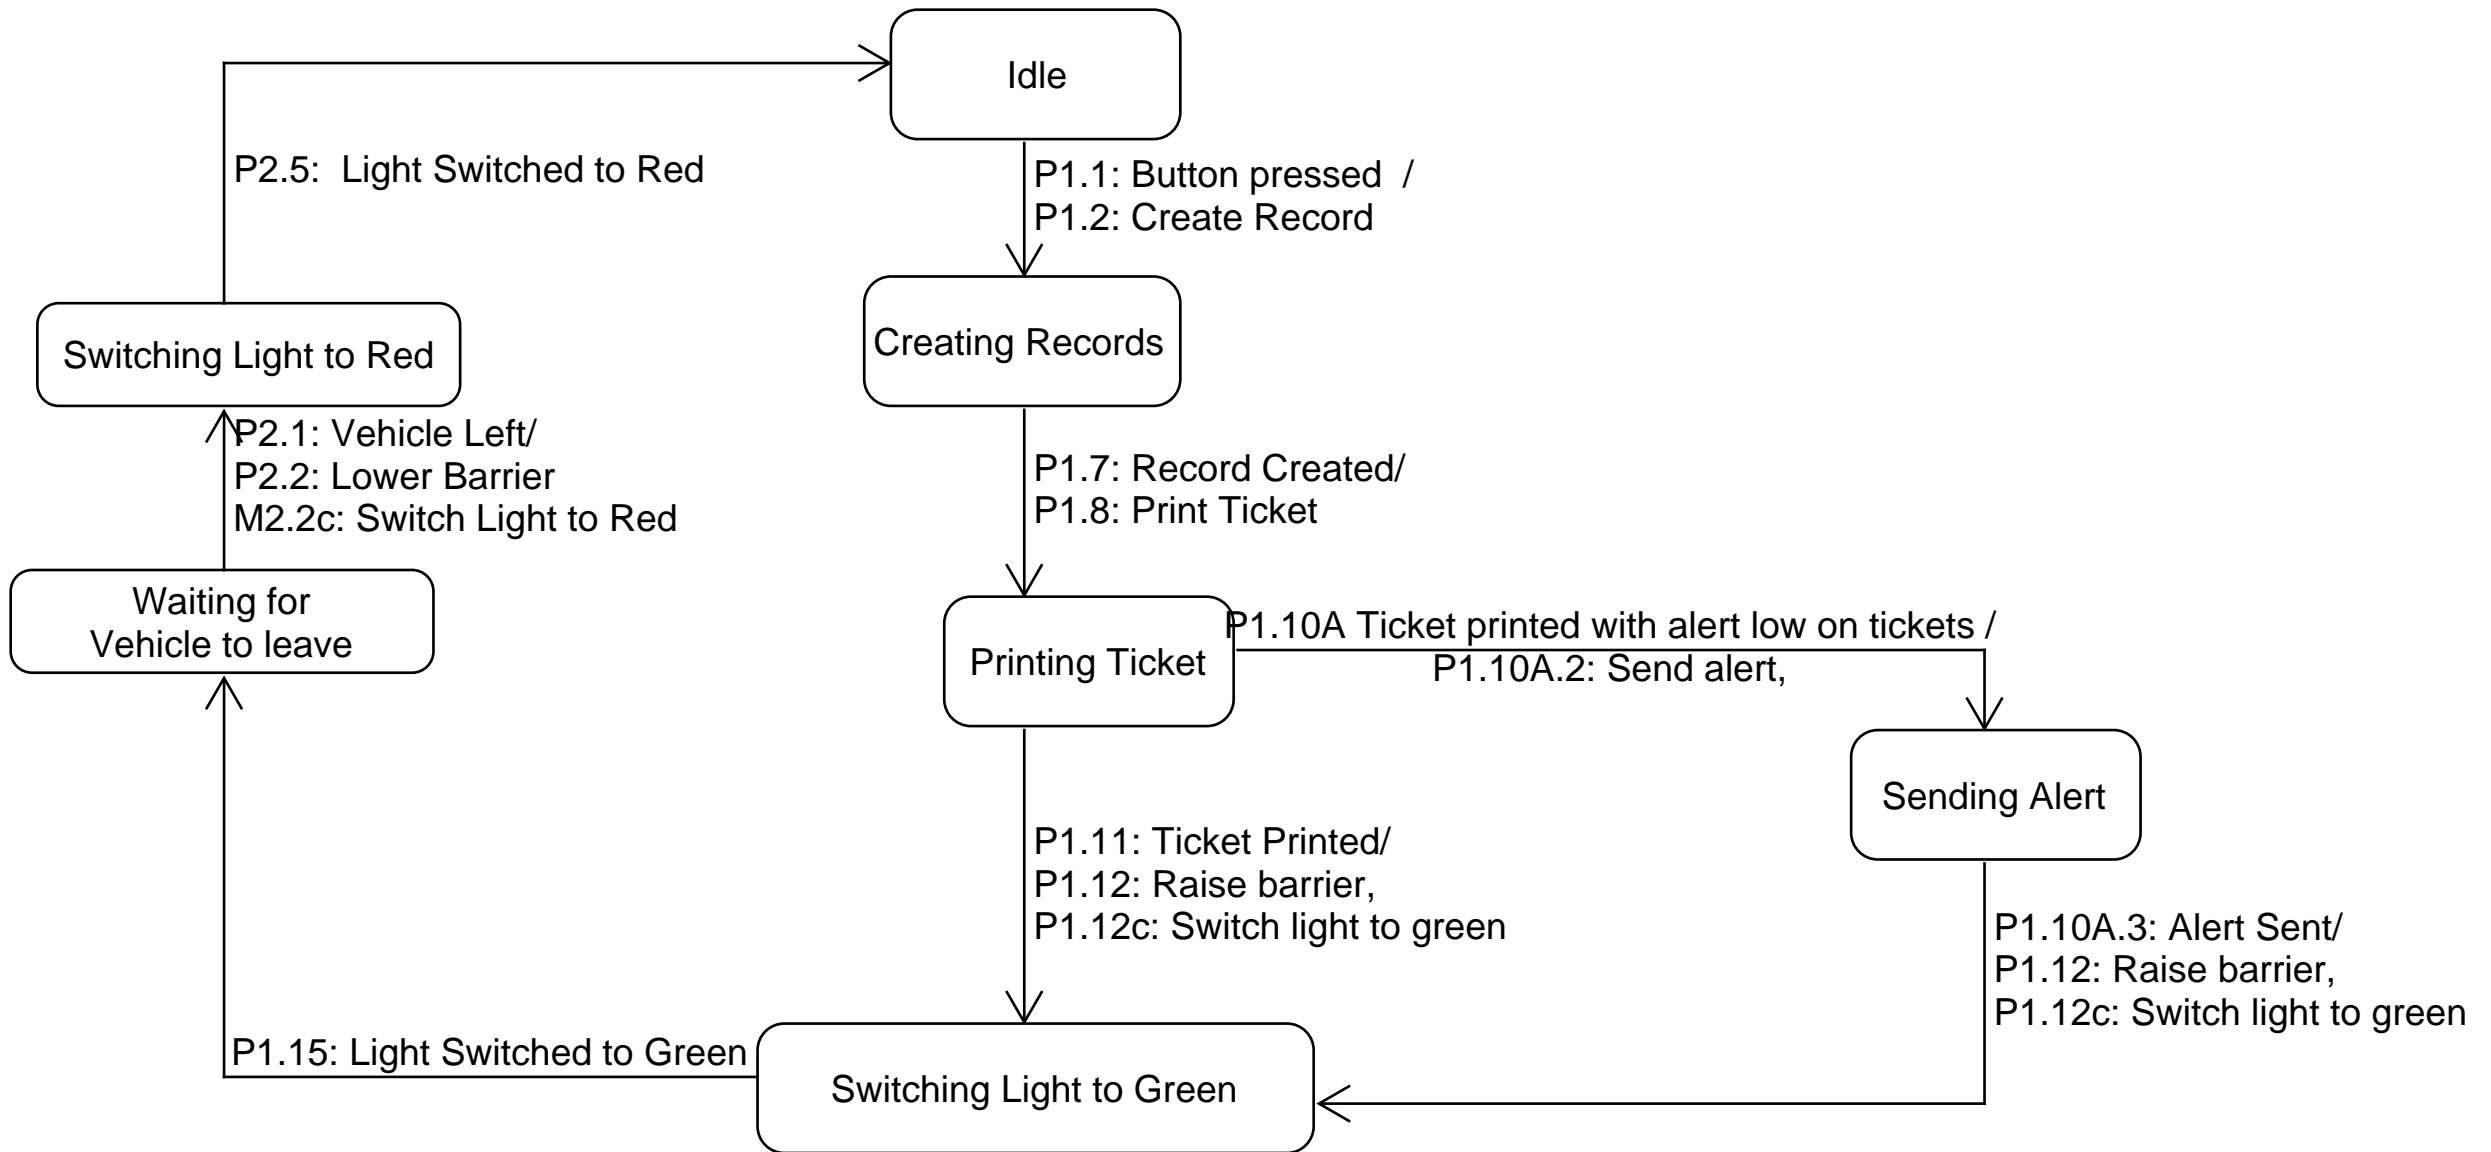 Idle
P2.5:  Light Switched to Red
P1.1: Button pressed  /
P1.2: Create Record
Switching Light to Red
Creating Records
P2.1: Vehicle Left/
P2.2: Lower Barrier
M2.2c: Switch Light to Red
P1.7: Record Created/
P1.8: Print Ticket
Waiting for
Vehicle to leave
Printing Ticket
P1.10A Ticket printed with alert low on tickets /
P1.10A.2: Send alert,
Sending Alert
P1.11: Ticket Printed/
P1.12: Raise barrier,
P1.12c: Switch light to green
P1.10A.3: Alert Sent/
P1.12: Raise barrier,
P1.12c: Switch light to green
P1.15: Light Switched to Green
Switching Light to Green